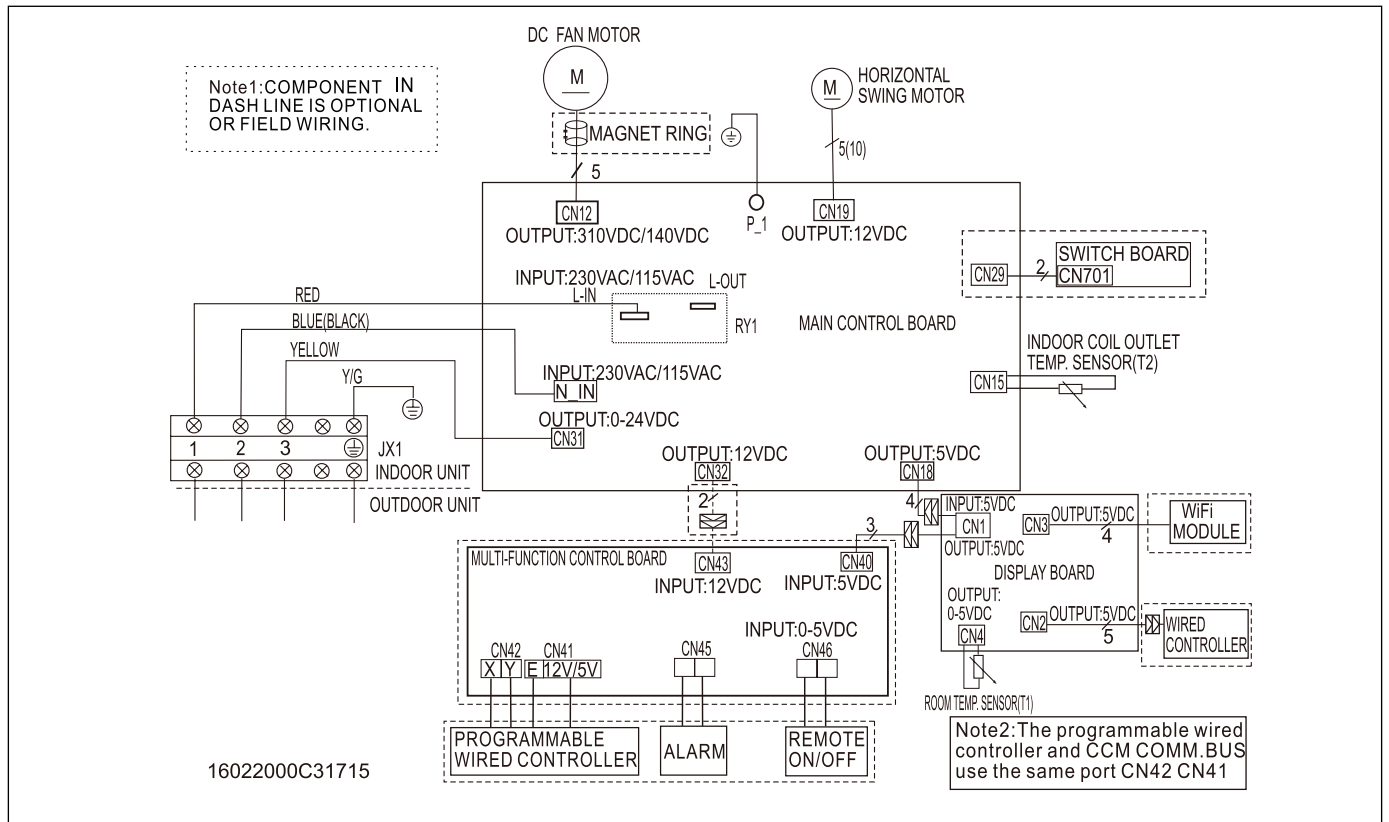 DC FAN MOTOR
M
Note1:COMPONENT IN
DASH LINE IS OPTIONAL
OR FIELD WIRING.
MAGNET RING
5
M
HORIZONTAL
SWING MOTOR
5(10)
CN12
OUTPUT:310VDC/140VDC
P_1
CN19
OUTPUT:12VDC
INPUT:230VAC/115VAC
L-IN
L-OUT
RY1
MAIN CONTROL BOARD
CN29
2
SWITCH BOARD
CN701
INDOOR COIL OUTLET
TEMP. SENSOR(T2)
CN15
RED
BLUE(BLACK)
YELLOW
Y/G
INPUT:230VAC/115VAC
N_IN
OUTPUT:0-24VDC
CN31
1
2
3
JX1
INDOOR UNIT
OUTDOOR UNIT
OUTPUT:12VDC
CN32
OUTPUT:5VDC
CN18
2
4
3
INPUT:5VDC
CN1
OUTPUT:5VDC
CN3
OUTPUT:5VDC
4
WiFi
MODULE
DISPLAY BOARD
OUTPUT:
0-5VDC
CN4
CN2
OUTPUT:5VDC
5
WIRED
CONTROLLER
ROOM TEMP. SENSOR(T1)
MULTI-FUNCTION CONTROL BOARD
CN43
INPUT:12VDC
CN40
INPUT:5VDC
INPUT:0-5VDC
CN42
X Y
CN41
E 12V/5V
CN45
CN46
PROGRAMMABLE
WIRED CONTROLLER
ALARM
REMOTE
ON/OFF
Note2:The programmable wired
controller and CCM COMM.BUS
use the same port CN42 CN41
16022000C31715